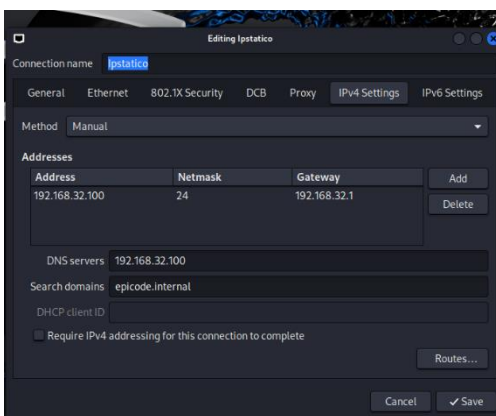 Editing Ipstatico
Connection name Ipstatico
General Ethernet 802.1X Security DCB Proxy IPv4 Settings IPv6 Settings
Method Manual
Addresses
Address Netmask Gateway
192.168.32.100 24 192.168.32.1
Add
Delete
DNS servers 192.168.32.100
Search domains epicode.internal
DHCP client ID
Require IPv4 addressing for this connection to complete
Routes...
Cancel Save